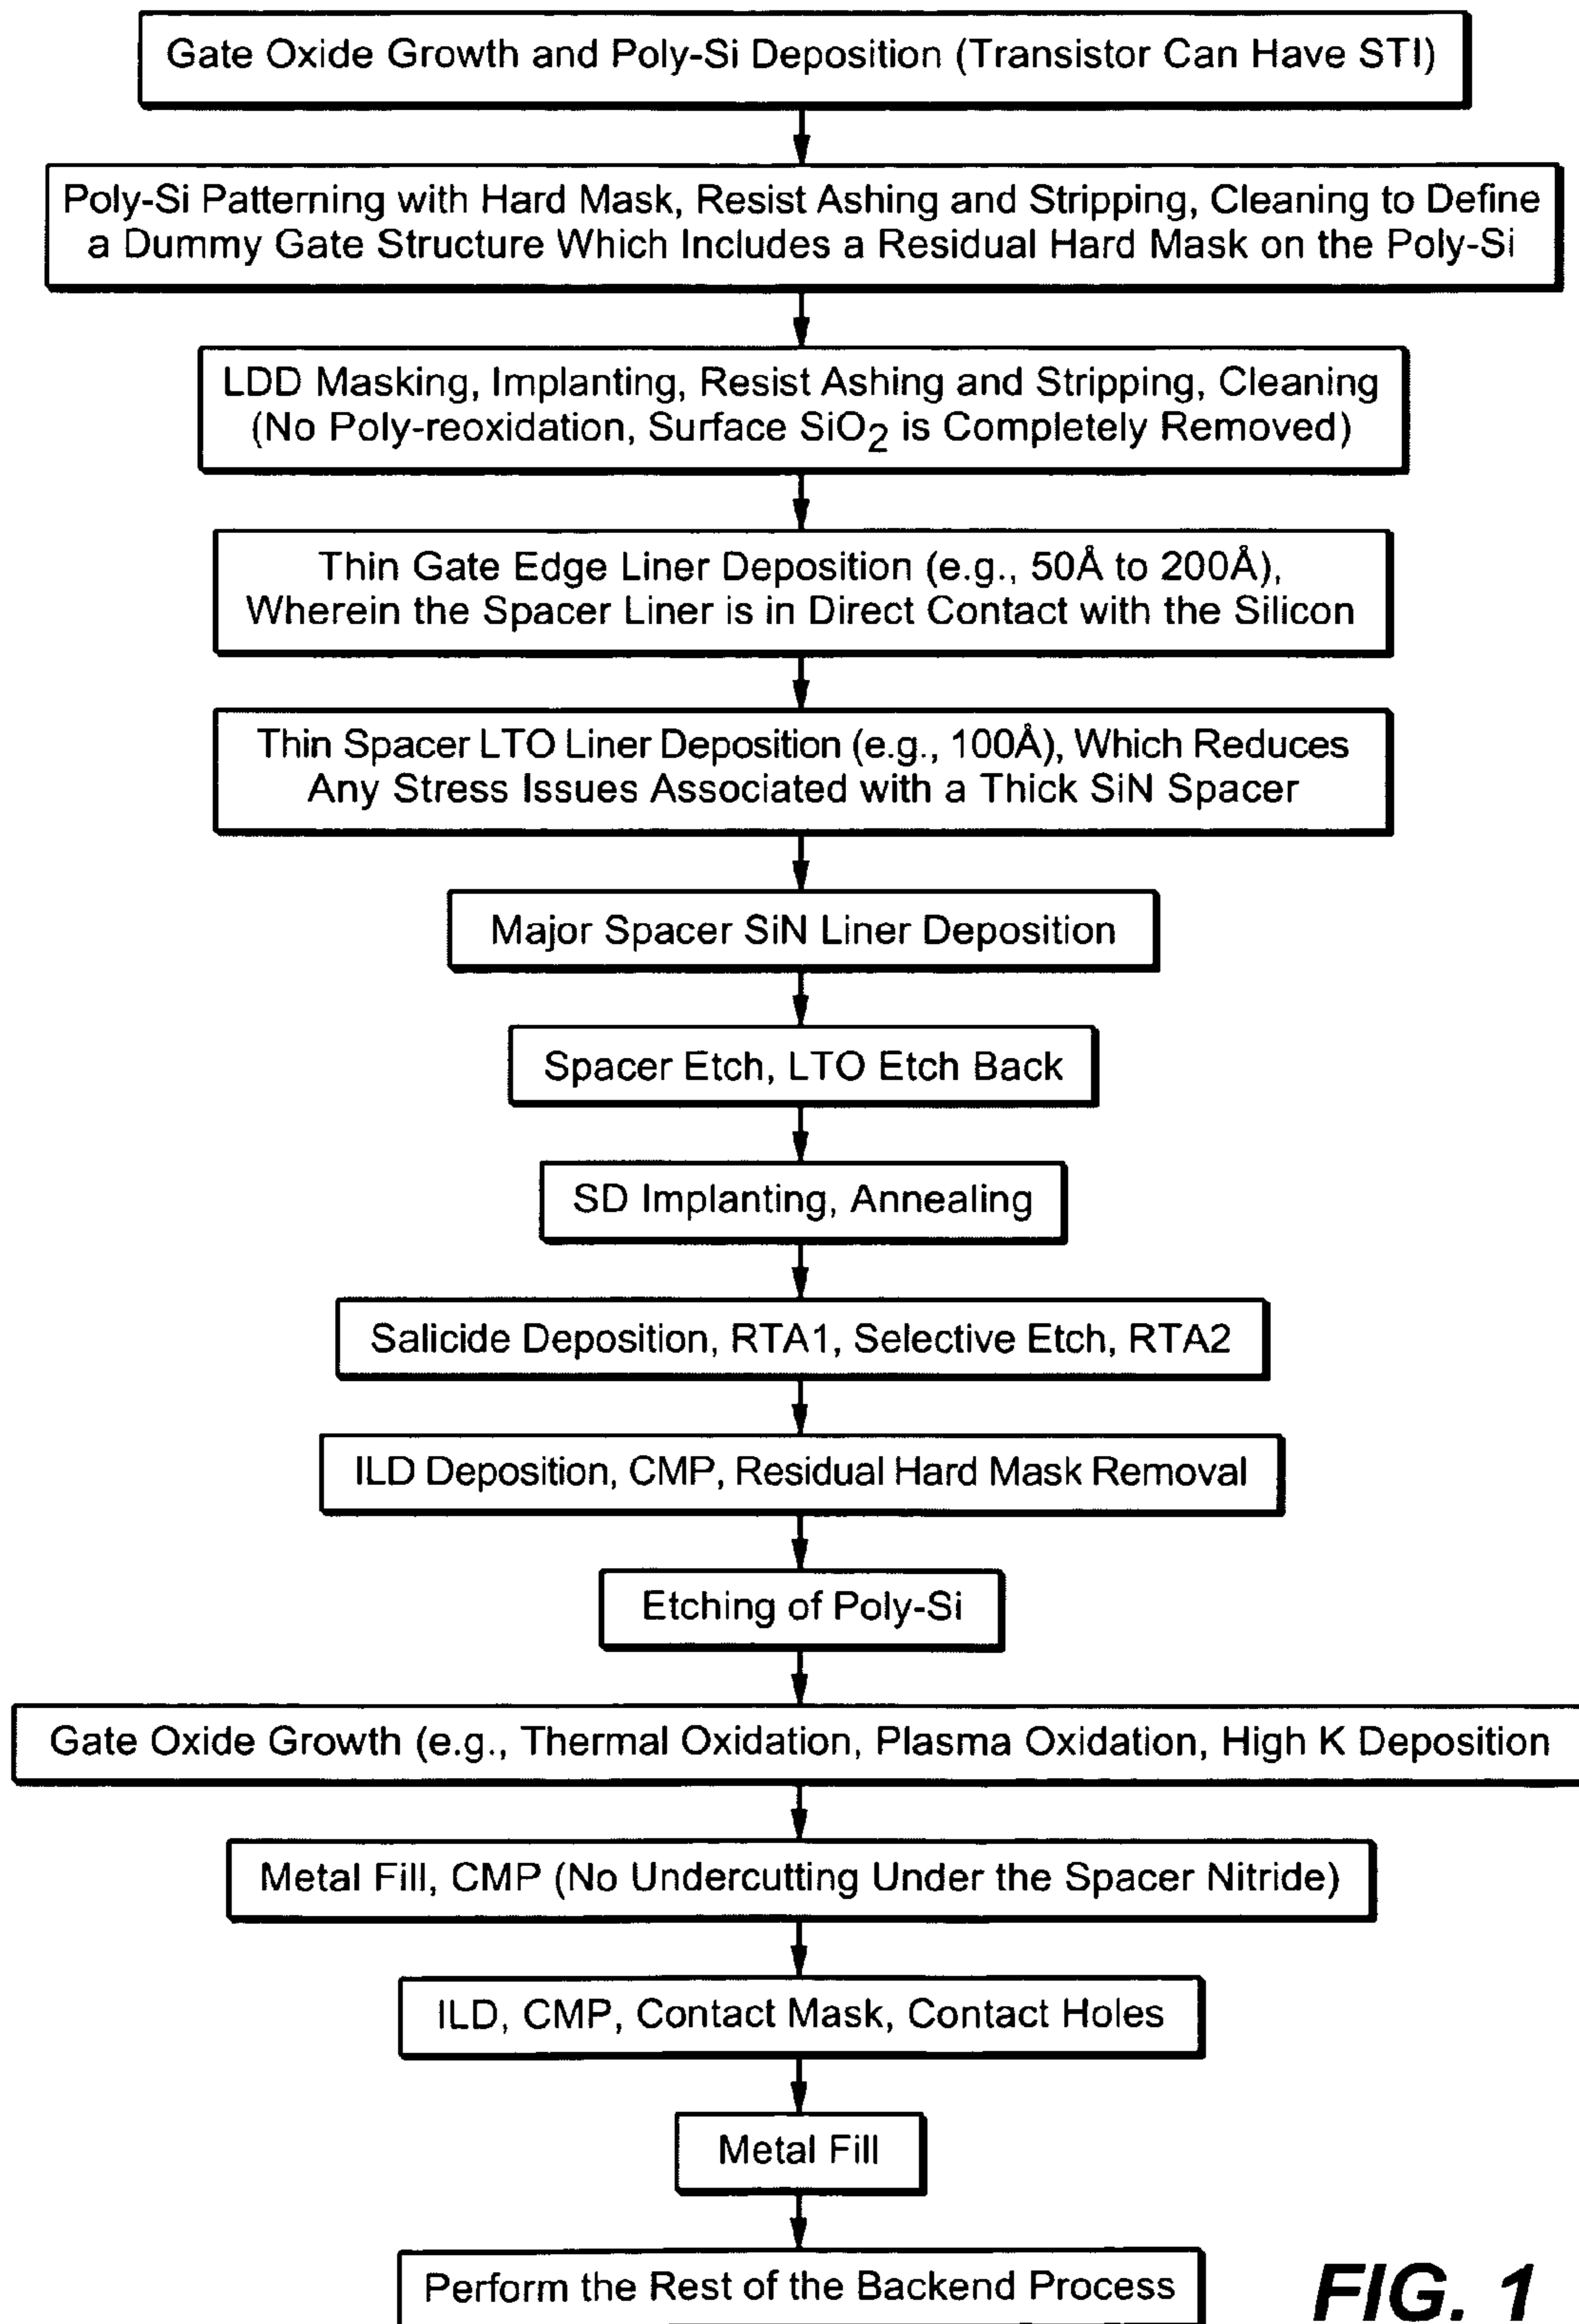 Gate Oxide Growth and Poly-Si Deposition (Transistor Can Have STI)
Poly-Si Patterning with Hard Mask, Resist Ashing and Stripping, Cleaning to Define
a Dummy Gate Structure Which Includes a Residual Hard Mask on the Poly-Si
LDD Masking, Implanting, Resist Ashing and Stripping, Cleaning
(No Poly-reoxidation, Surface SiO2 is Completely Removed)
Thin Gate Edge Liner Deposition (e.g., 50Å to 200Å),
Wherein the Spacer Liner is in Direct Contact with the Silicon
Thin Spacer LTO Liner Deposition (e.g., 100Å), Which Reduces
Any Stress Issues Associated with a Thick SiN Spacer
Major Spacer SiN Liner Deposition
Spacer Etch, LTO Etch Back
SD Implanting, Annealing
Salicide Deposition, RTA1, Selective Etch, RTA2
ILD Deposition, CMP, Residual Hard Mask Removal
Etching of Poly-Si
Gate Oxide Growth (e.g., Thermal Oxidation, Plasma Oxidation, High K Deposition
Metal Fill, CMP (No Undercutting Under the Spacer Nitride)
ILD, CMP, Contact Mask, Contact Holes
Metal Fill
Perform the Rest of the Backend Process
FIG. 1